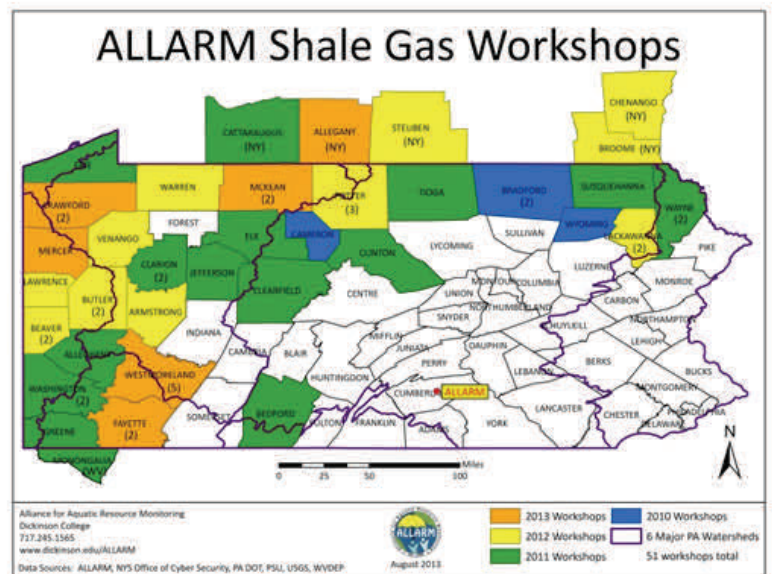 ALLARM Shale Gas Workshops
CHENANGO
(NY)
CATTARAUGUS
(NY)
ALLEGANY
(NY)
STEUBEN
(NY)
BROOME (NY)
WARREN
MCKEAN
(2)
(3)
TIOGA
BRADFORD
(2)
SUSQUEHANNA
WAYNE
(2)
CRAWFORD
(2)
FOREST
ELK
CAMERON
SULLIVAN
WYOMING
LACKAWANNA
(2)
PIKE
MERCER
VENANGO
CLARION
(2)
JEFFERSON
CLINTON
LYCOMING
LUZERNE
MONROE
LAWRENCE
BUTLER
(2)
CLEARFIELD
CENTRE
UNION
MONTOUR
COLUMBIA
CARBON
BEAVER
(2)
ARMSTRONG
INDIANA
SNYDER
NORTHUMBERLAND
SCHUYLKILL
NORTHAMPTON
LEHIGH
ALLEGHENY
CAMBRIA
BLAIR
MIFFLIN
JUNIATA
PERRY
DAUPHIN
LEBANON
BERKS
BUCKS
WASHINGTON
(2)
WESTMORELAND
(5)
HUNTINGDON
CUMBERLAND
ALLARM
MONTGOMERY
GREENE
FAYETTE
(2)
SOMERSET
BEDFORD
FULTON
FRANKLIN
ADAMS
YORK
LANCASTER
CHESTER
PHILADELPHIA
DELAWARE
MONONGALIA
(WV)
N
Miles
0 25 50 100
Alliance for Aquatic Resource Monitoring
Dickinson College
717.245.1565
www.dickinson.edu/ALLARM
Data Sources: ALLARM, NYS Office of Cyber Security, PA DOT, PSU, USGS, WVDEP
ALLARM
August 2013
2013 Workshops
2012 Workshops
2011 Workshops
2010 Workshops
6 Major PA Watersheds
51 workshops total